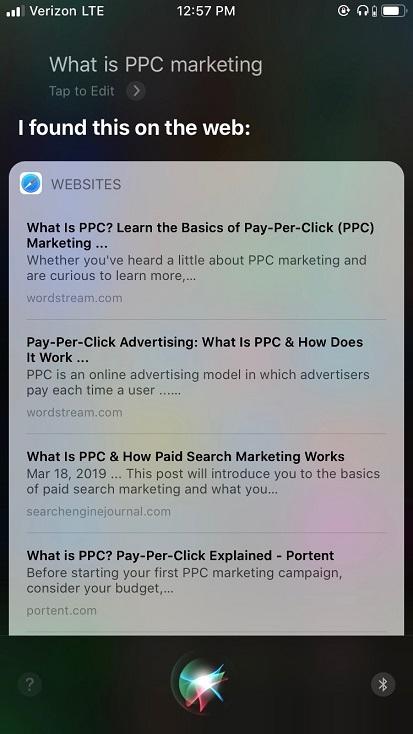 Verizon LTE 12:57 PM
What is PPC marketing
Tap to Edit
I found this on the web:
WEBSITES
What Is PPC? Learn the Basics of Pay-Per-Click (PPC)
Marketing ...
Whether you've heard a little about PPC marketing and
are curious to learn more,...
wordstream.com
Pay-Per-Click Advertising: What Is PPC & How Does
It Work ...
PPC is an online advertising model in which advertisers
pay each time a user ......
wordstream.com
What Is PPC & How Paid Search Marketing Works
Mar 18, 2019 ... This post will introduce you to the basics
of paid search marketing and what you...
searchenginejournal.com
What is PPC? Pay-Per-Click Explained - Portent
Before starting your first PPC marketing campaign,
consider your budget,...
portent.com
?